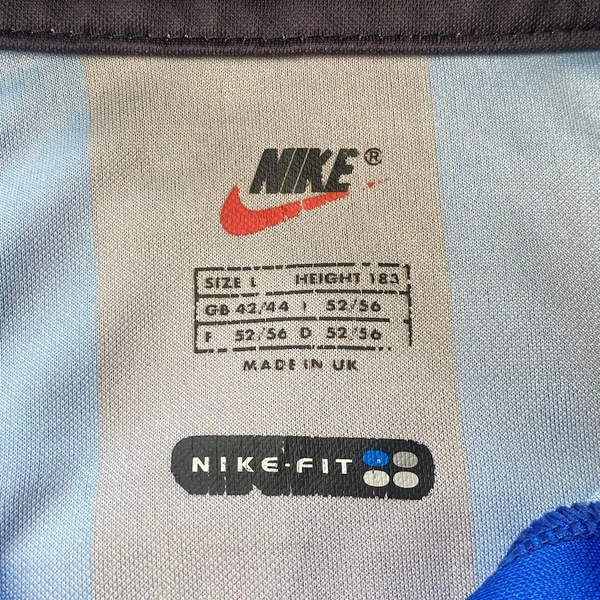 NIKE®
SIZE L HEIGHT 183
GB 42/44 I 52/56
F 52/56 D 52/56
MADE IN UK
NIKE-FIT